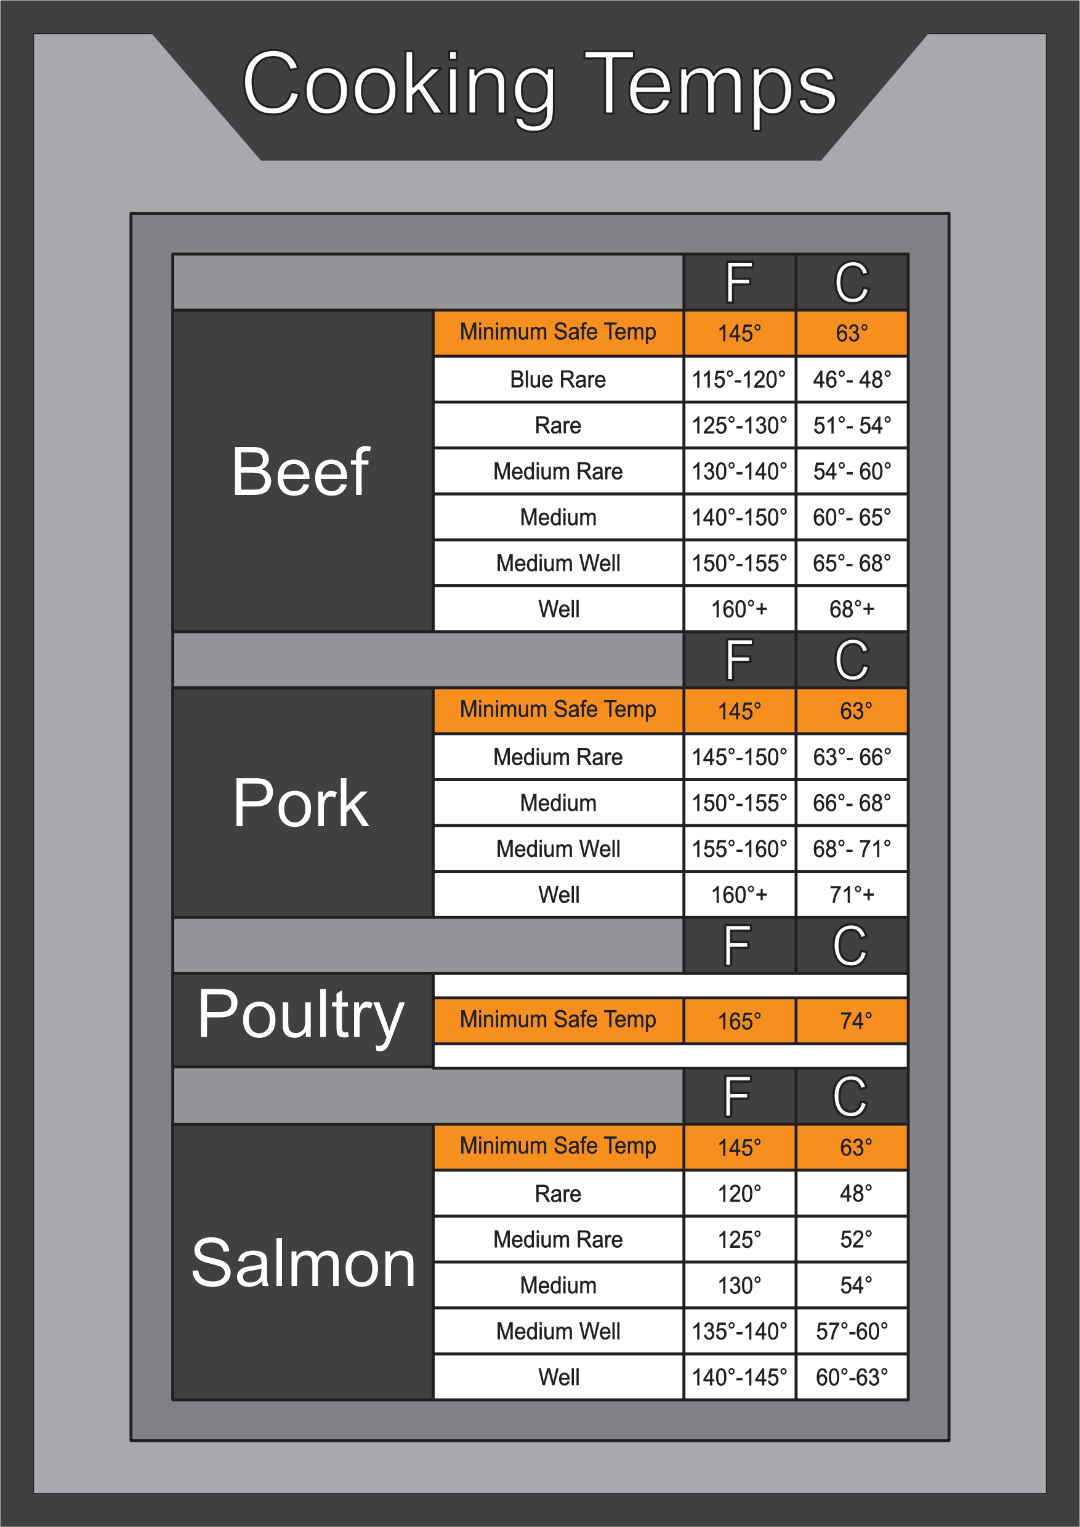 Cooking Temps
F C
Beef
Minimum Safe Temp 145° 63°
Blue Rare 115°-120° 46°- 48°
Rare 125°-130° 51°- 54°
Medium Rare 130°-140° 54°- 60°
Medium 140°-150° 60°- 65°
Medium Well 150°-155° 65°- 68°
Well 160°+ 68°+
F C
Pork
Minimum Safe Temp 145° 63°
Medium Rare 145°-150° 63°- 66°
Medium 150°-155° 66°- 68°
Medium Well 155°-160° 68°- 71°
Well 160°+ 71°+
F C
Poultry
Minimum Safe Temp 165° 74°
F C
Salmon
Minimum Safe Temp 145° 63°
Rare 120° 48°
Medium Rare 125° 52°
Medium 130° 54°
Medium Well 135°-140° 57°-60°
Well 140°-145° 60°-63°